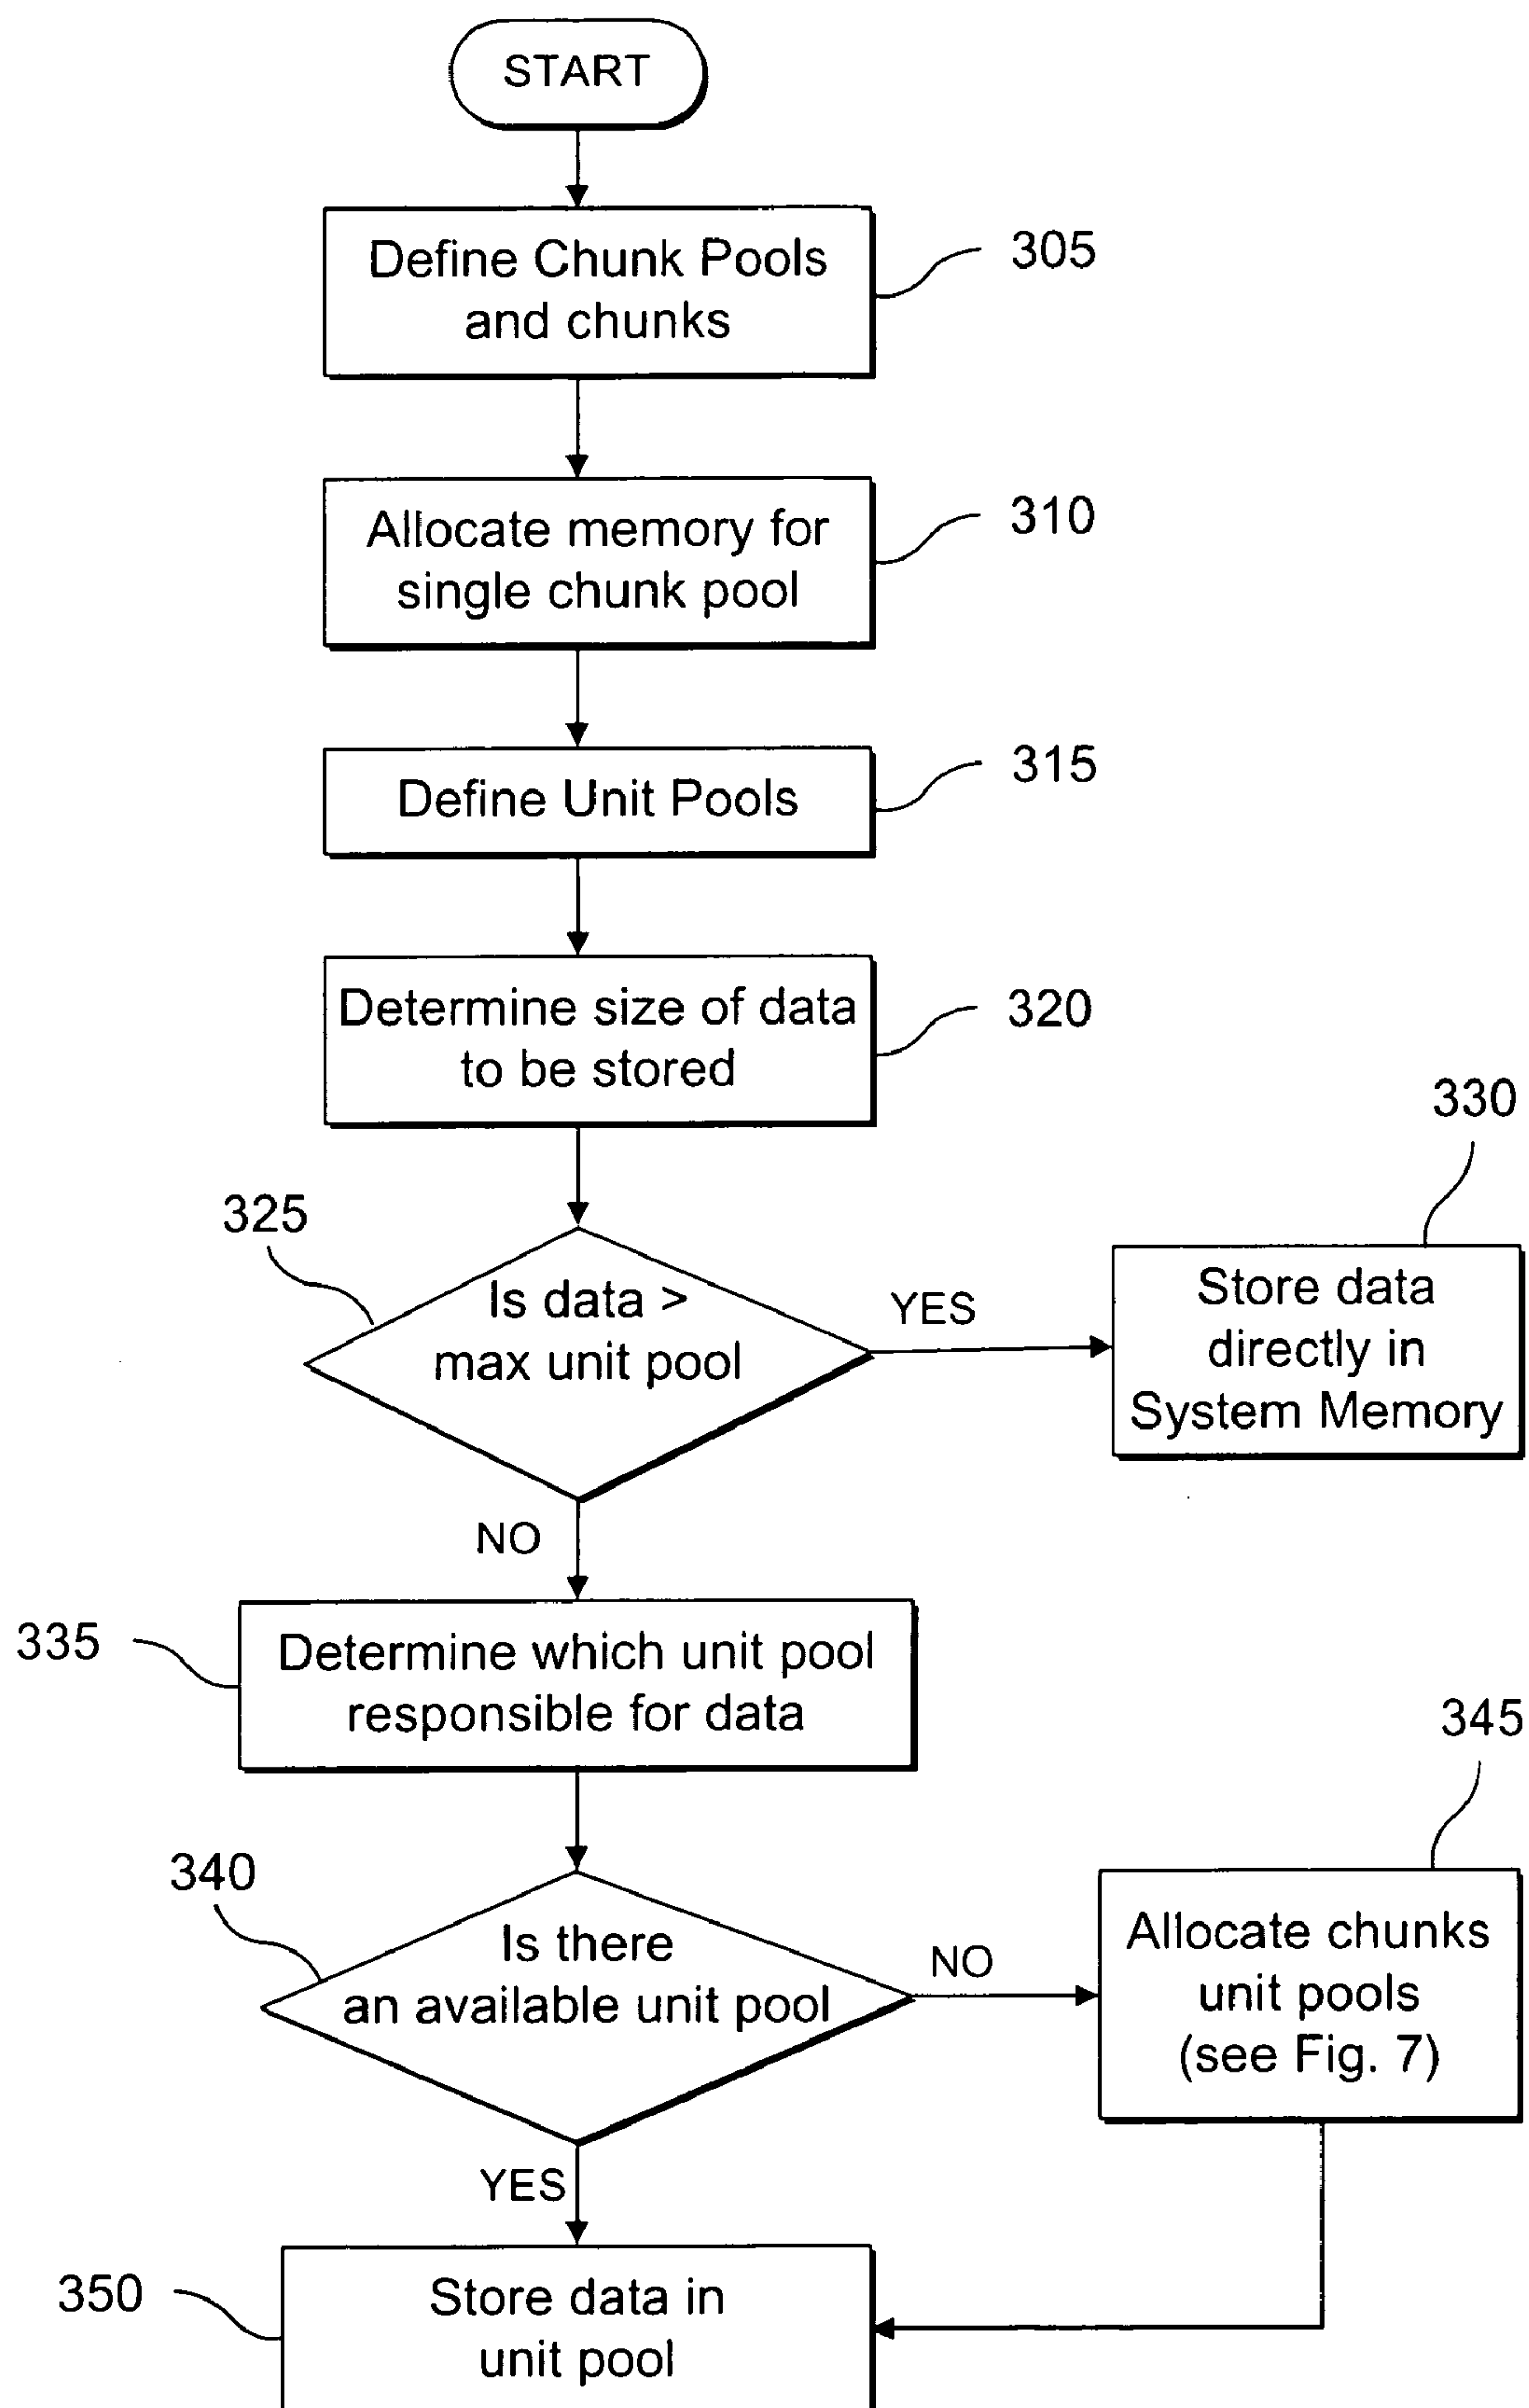 START
Define Chunk Pools
and chunks
305
Allocate memory for
single chunk pool
310
Define Unit Pools
315
Determine size of data
to be stored
320
325
Is data >
max unit pool
YES
330
Store data
directly in
System Memory
NO
335
Determine which unit pool
responsible for data
340
Is there
an available unit pool
NO
345
Allocate chunks
unit pools
(see Fig. 7)
YES
350
Store data in
unit pool